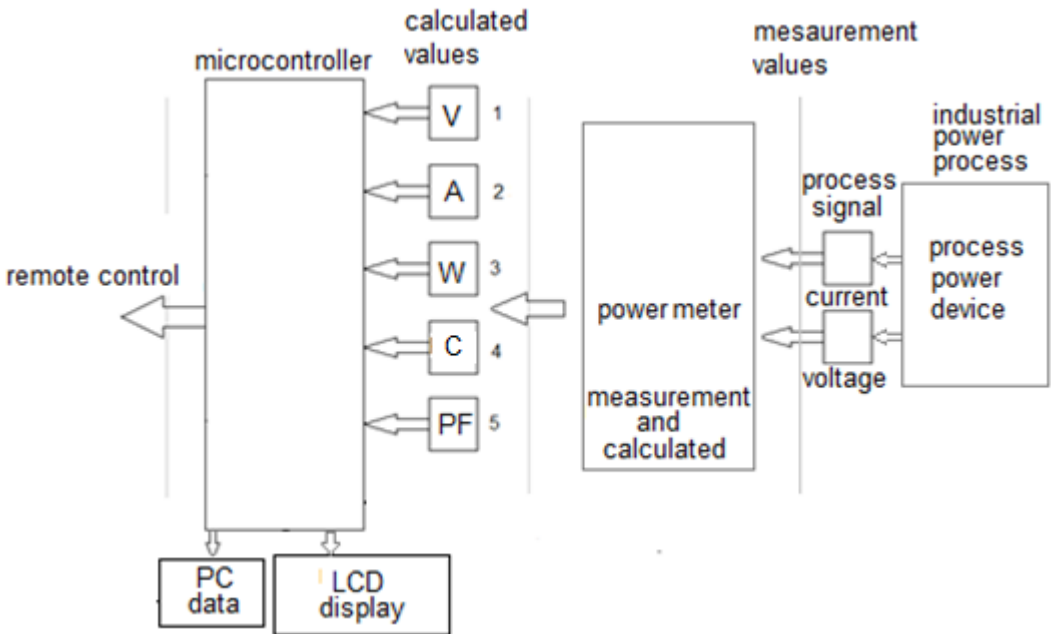 calculated
values
microcontroller
mesaurement
values
industrial
power
process
V 1
A 2
W 3
C 4
PF 5
process
signal
current
voltage
process
power
device
power meter
measurement
and
calculated
remote control
PC
data
LCD
display